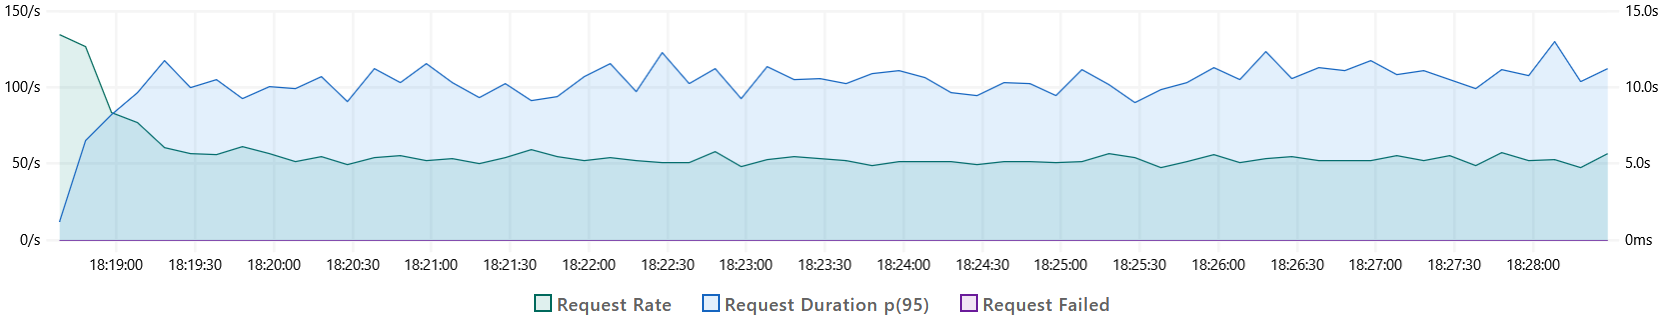 150/s 15.0s
100/s 10.0s
50/s 5.0s
0/s 0ms
18:19:00 18:19:30 18:20:00 18:20:30 18:21:00 18:21:30 18:22:00 18:22:30 18:23:00 18:23:30 18:24:00 18:24:30 18:25:00 18:25:30 18:26:00 18:26:30 18:27:00 18:27:30 18:28:00
Request Rate Request Duration p(95) Request Failed